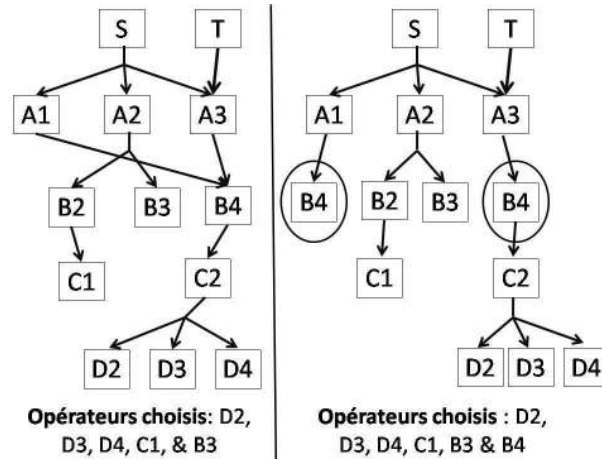 S T
A1 A2 A3
B2 B3 B4
C1 C2
D2 D3 D4
Opérateurs choisis: D2,
D3, D4, C1, & B3
S T
A1 A2 A3
B4 B2 B3 B4
C1 C2
D2 D3 D4
Opérateurs choisis : D2,
D3, D4, C1, B3 & B4